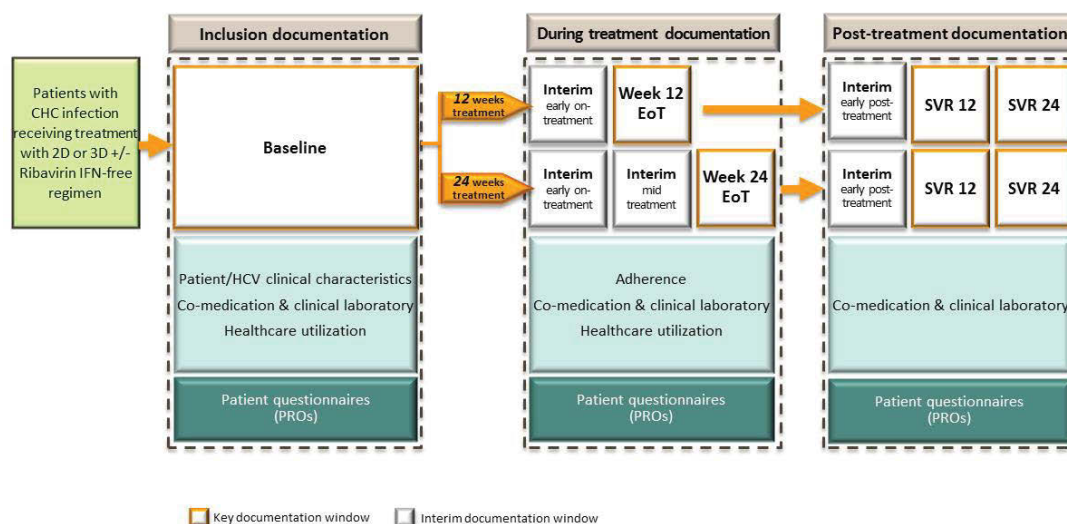 Inclusion documentation
During treatment documentation
Post-treatment documentation
Patients with
CHC infection
receiving treatment
with 2D or 3D +/-
Ribavirin IFN-free
regimen
Baseline
12 weeks
treatment
24 weeks
treatment
Interim
early on-
treatment
Week 12
EoT
Interim
early on-
treatment
Interim
mid
treatment
Week 24
EoT
Interim
early post-
treatment
SVR 12
SVR 24
Interim
early post-
treatment
SVR 12
SVR 24
Patient/HCV clinical characteristics
Co-medication & clinical laboratory
Healthcare utilization
Adherence
Co-medication & clinical laboratory
Healthcare utilization
Co-medication & clinical laboratory
Patient questionnaires
(PROs)
Patient questionnaires
(PROs)
Patient questionnaires
(PROs)
Key documentation window
Interim documentation window